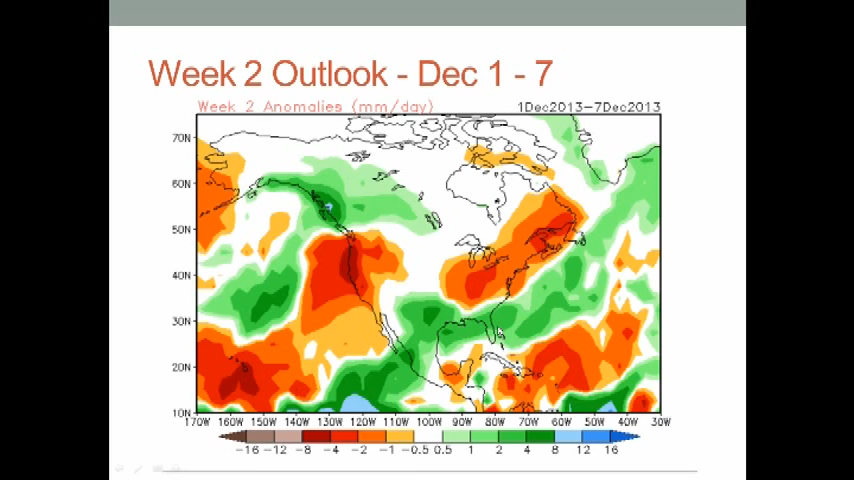 Week 2 Outlook - Dec 1 - 7
Week 2 Anomalies (mm/day) 1Dec2013-7Dec2013
70N
60N
50N
40N
30N
20N
10N
170W 160W 150W 140W 130W 120W 110W 100W 90W 80W 70W 60W 50W 40W 30W
-16 -12 -8 -4 -2 -1 -0.5 0.5 1 2 4 8 12 16